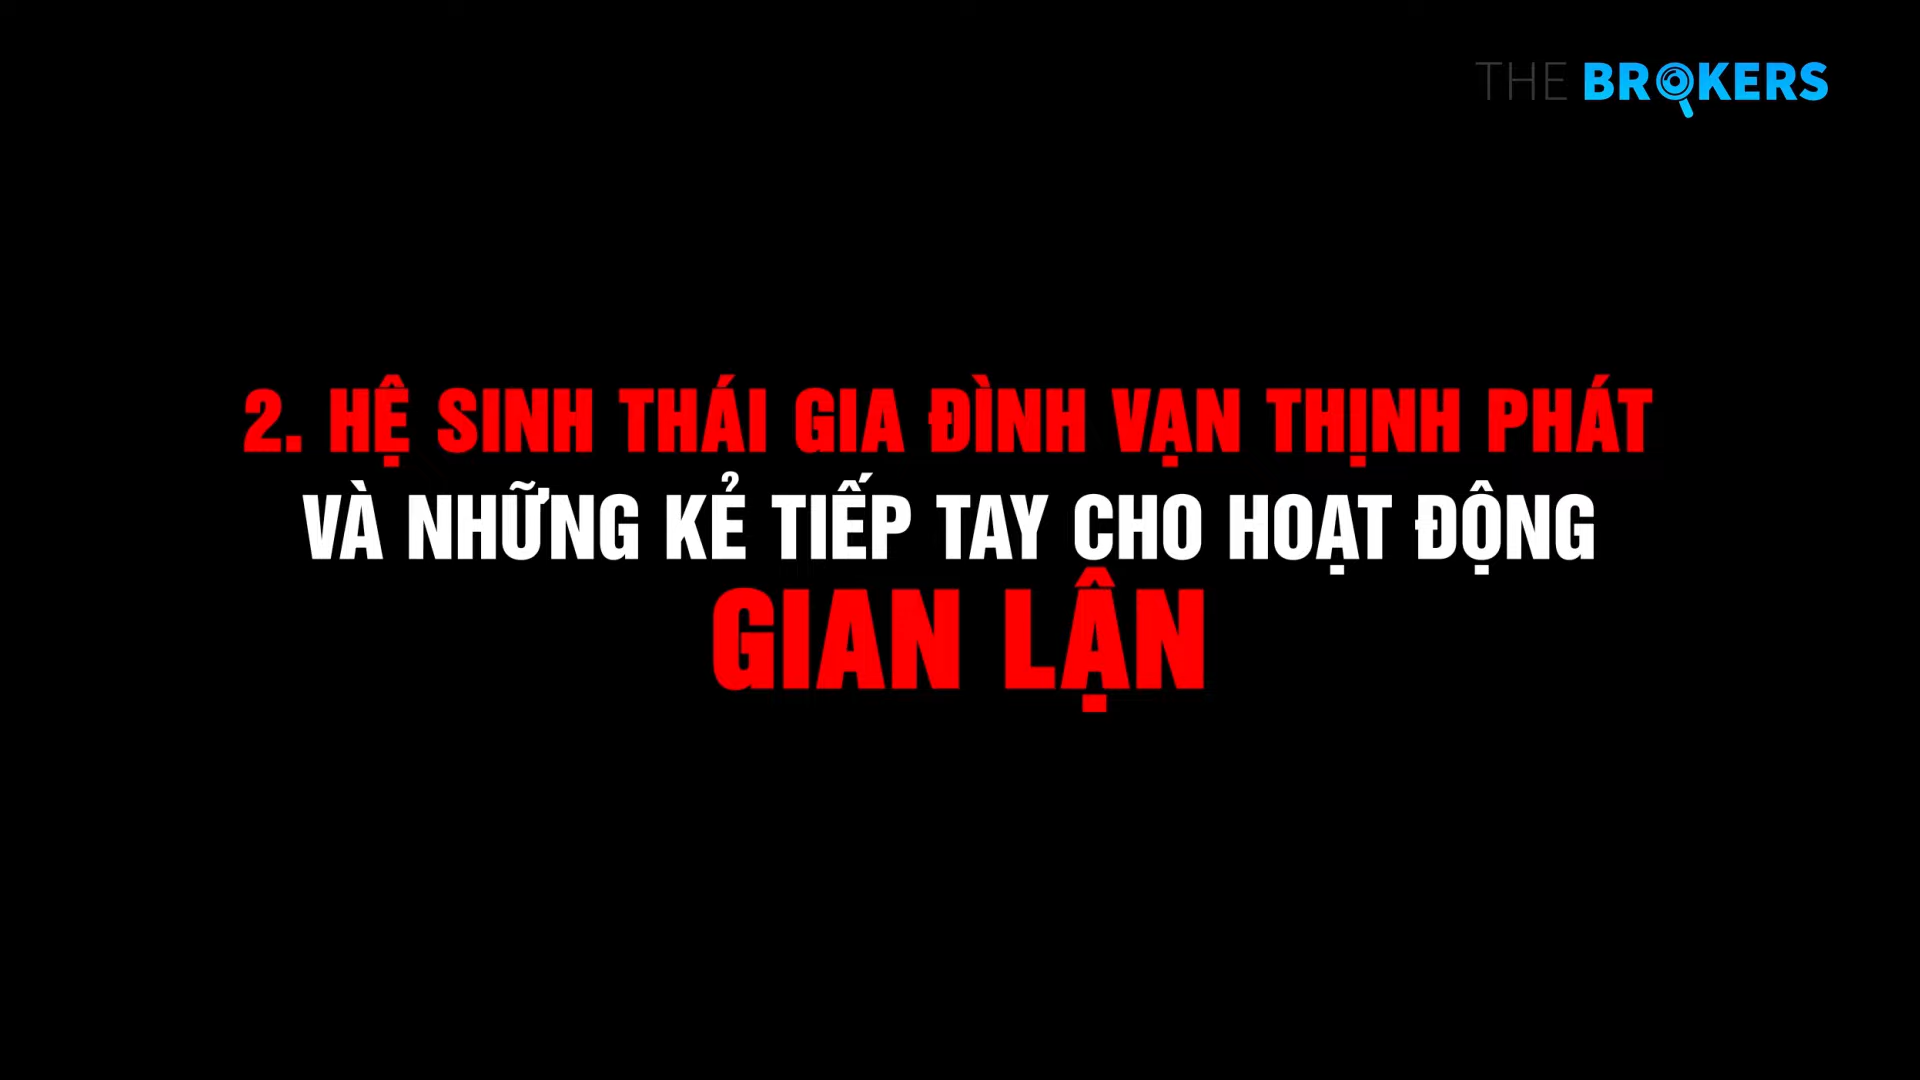 THE BROKERS
2. HỆ SINH THÁI GIA ĐÌNH VẠN THỊNH PHÁT
VÀ NHỮNG KẺ TIẾP TAY CHO HOẠT ĐỘNG
GIAN LẬN